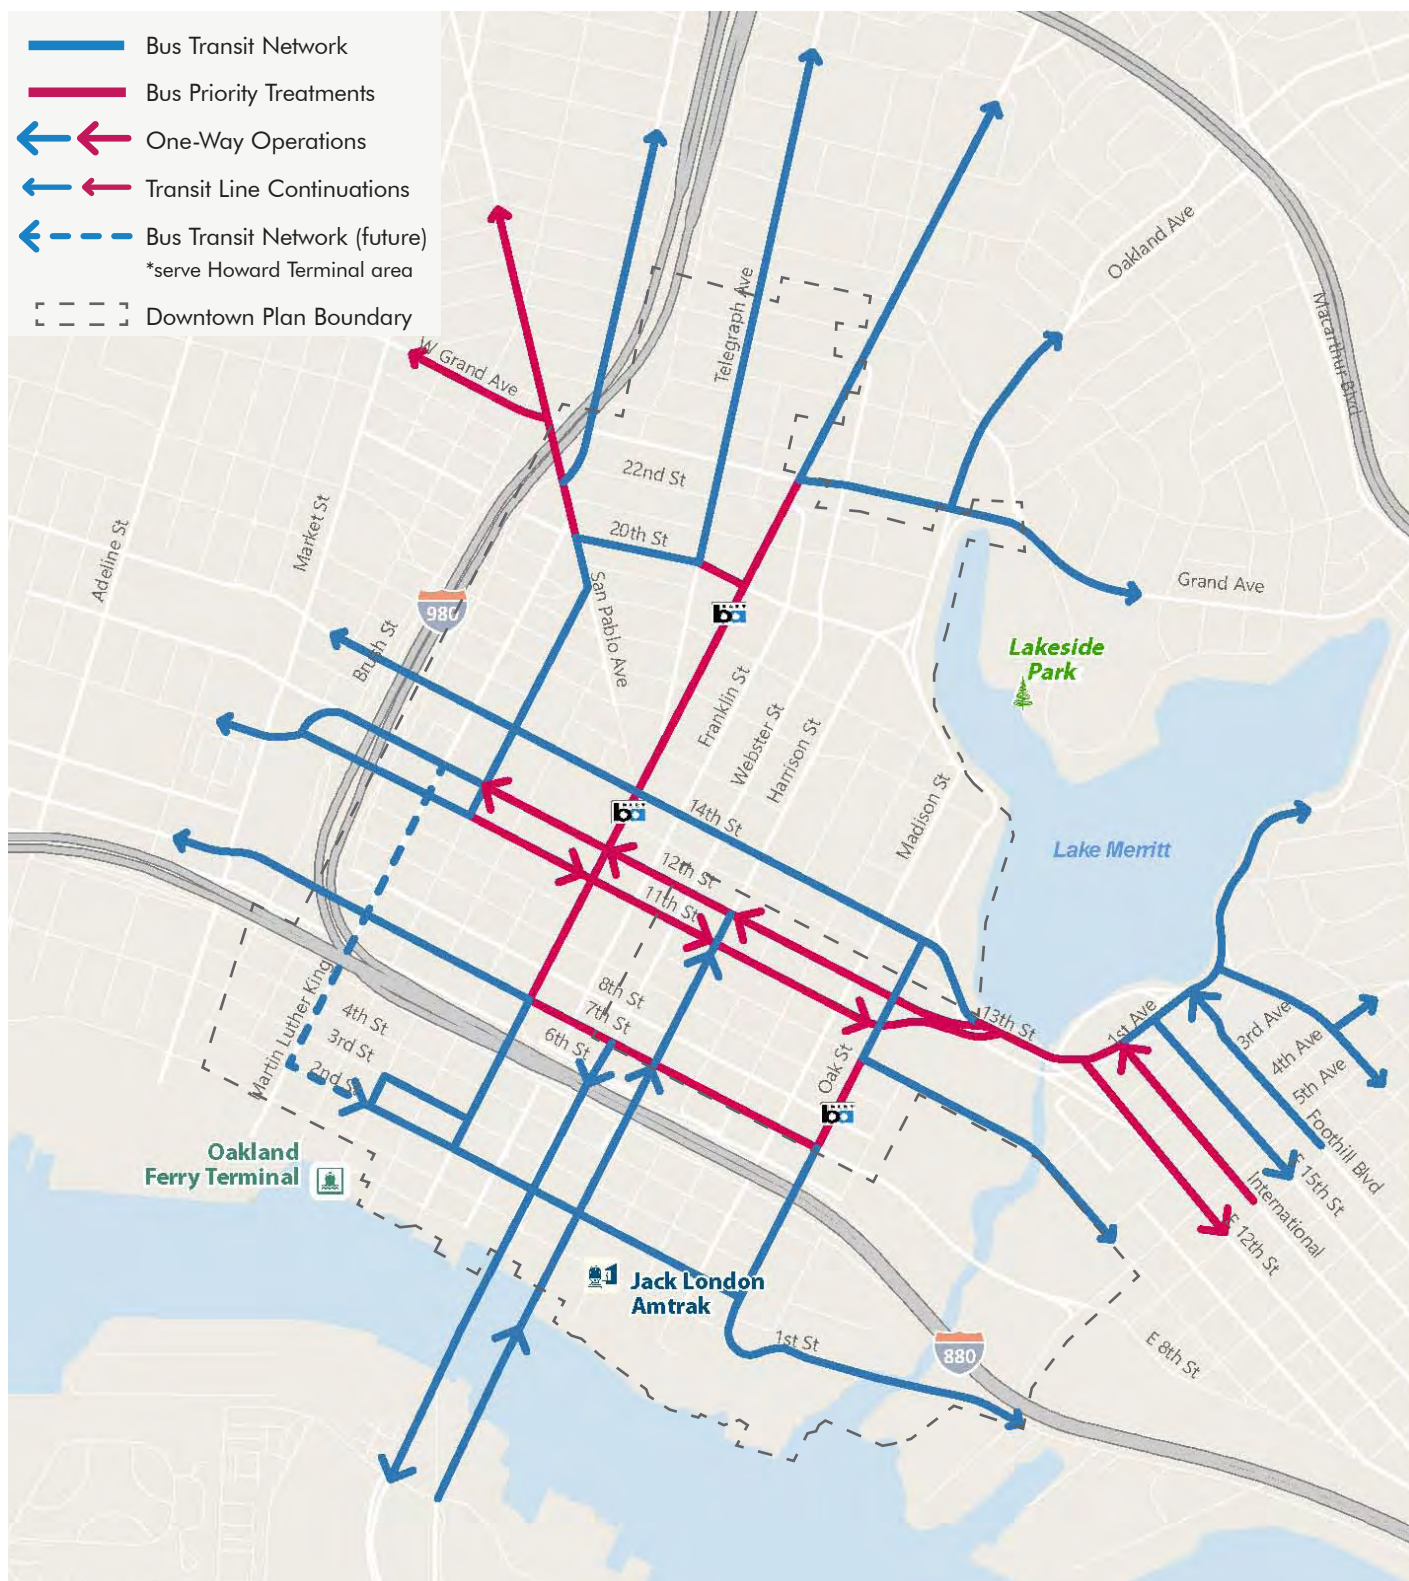 Bus Transit Network
Bus Priority Treatments
One-Way Operations
Transit Line Continuations
Bus Transit Network (future)
*serve Howard Terminal area
Downtown Plan Boundary
W Grand Ave
Telegraph Ave
Oakland Ave
Macarthur Blvd
22nd St
20th St
Market St
Adeline St
980
Brush St
San Pablo Ave
ba
Grand Ave
Lakeside
Park
Franklin St
Webster St
Harrison St
Madison St
ba
14th St
Lake Merritt
12th St
11th St
8th St
7th St
6th St
4th St
3rd St
2nd St
Martin Luther King
13th St
1st Ave
3rd Ave
4th Ave
5th Ave
Oak St
ba
Foothill Blvd
E 15th St
International
E 12th St
Oakland
Ferry Terminal
Jack London
Amtrak
1st St
880
E 8th St